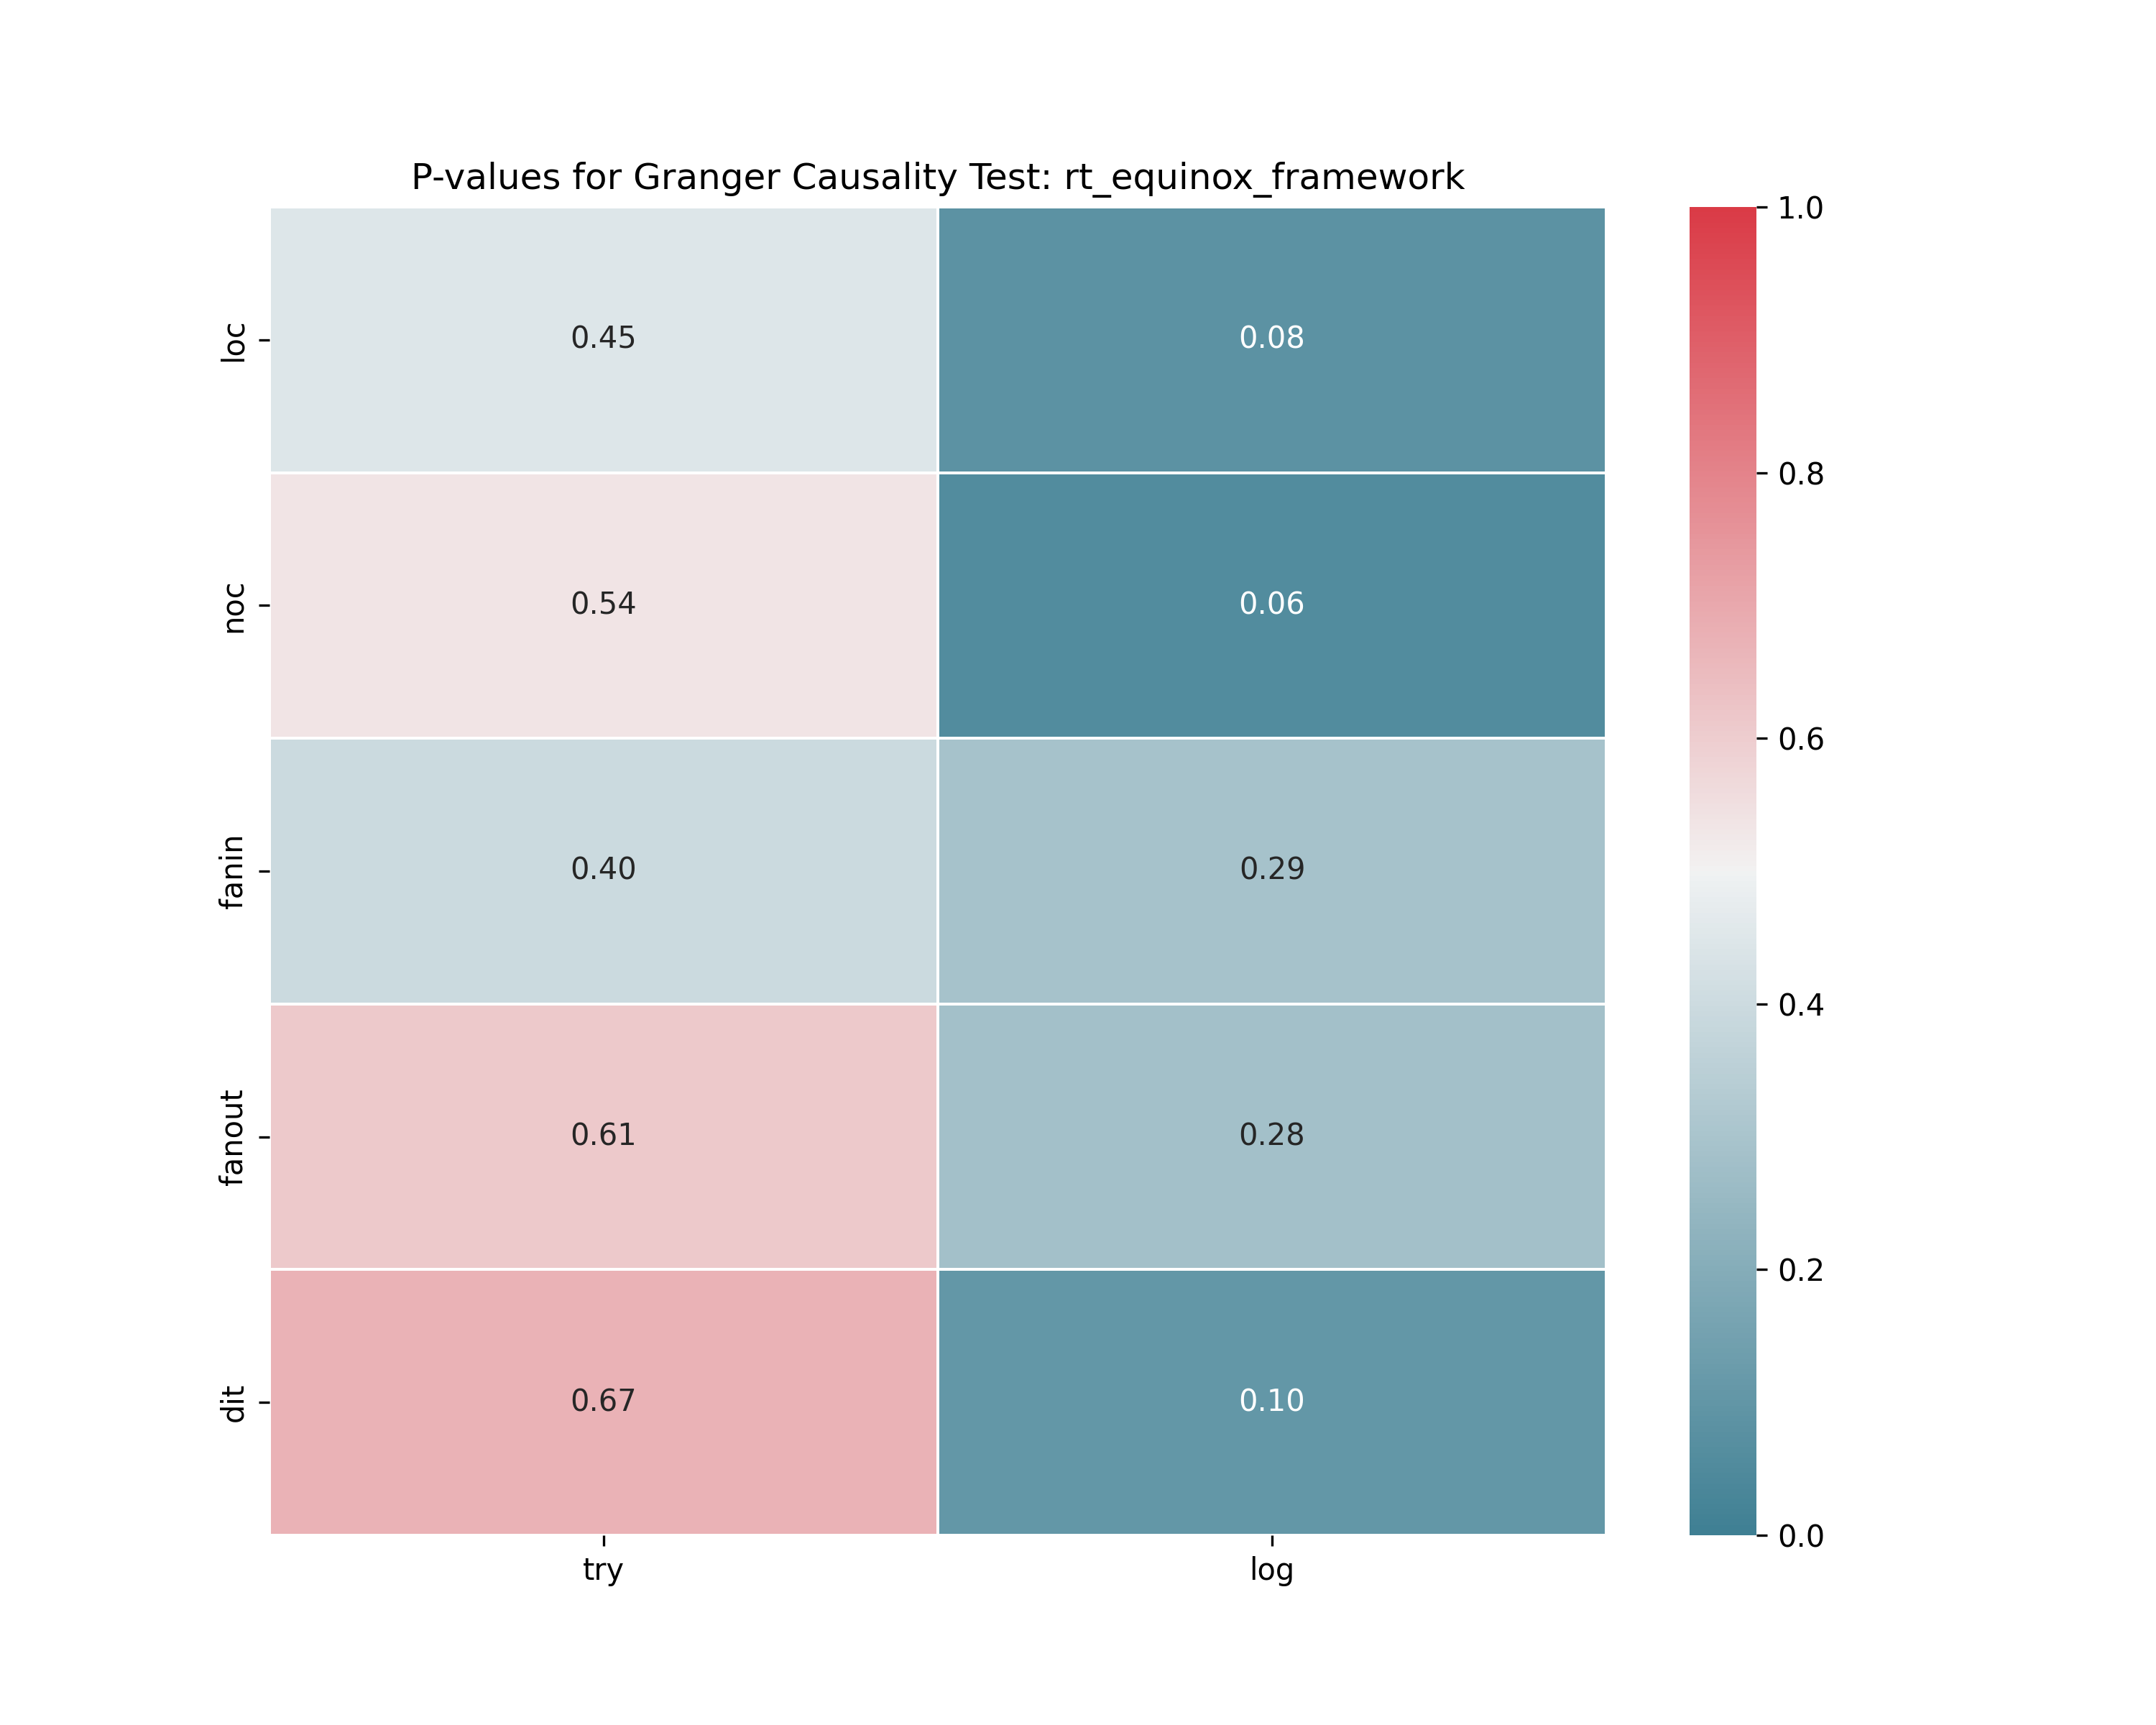 P-values for Granger Causality Test: rt_equinox_framework
loc
0.45
0.08
noc
0.54
0.06
fanin
0.40
0.29
fanout
0.61
0.28
dit
0.67
0.10
try
log
1.0
0.8
0.6
0.4
0.2
0.0